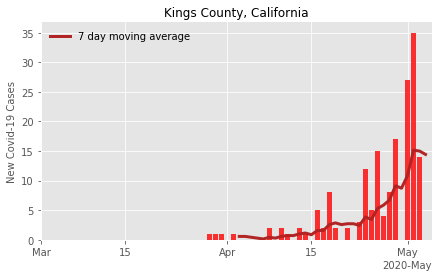 Kings County, California
7 day moving average
New Covid-19 Cases
35
30
25
20
15
10
5
0
Mar
15
Apr
15
May
2020-May